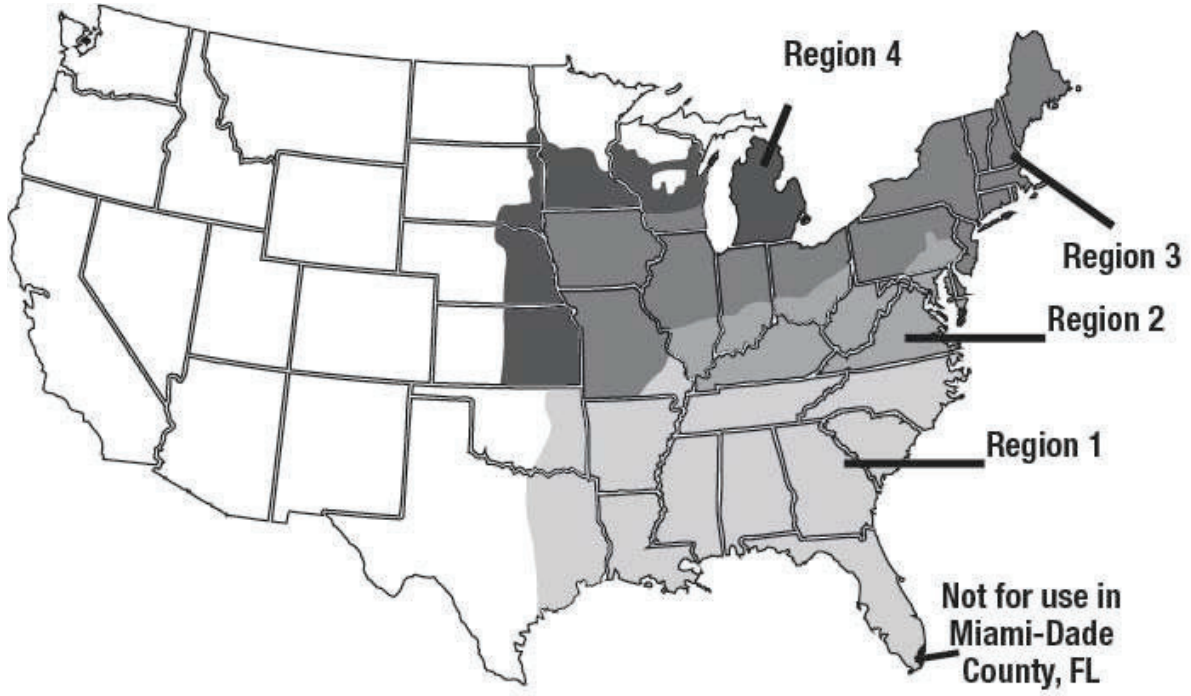 Region 4
Region 3
Region 2
Region 1
Not for use in
Miami-Dade
County, FL